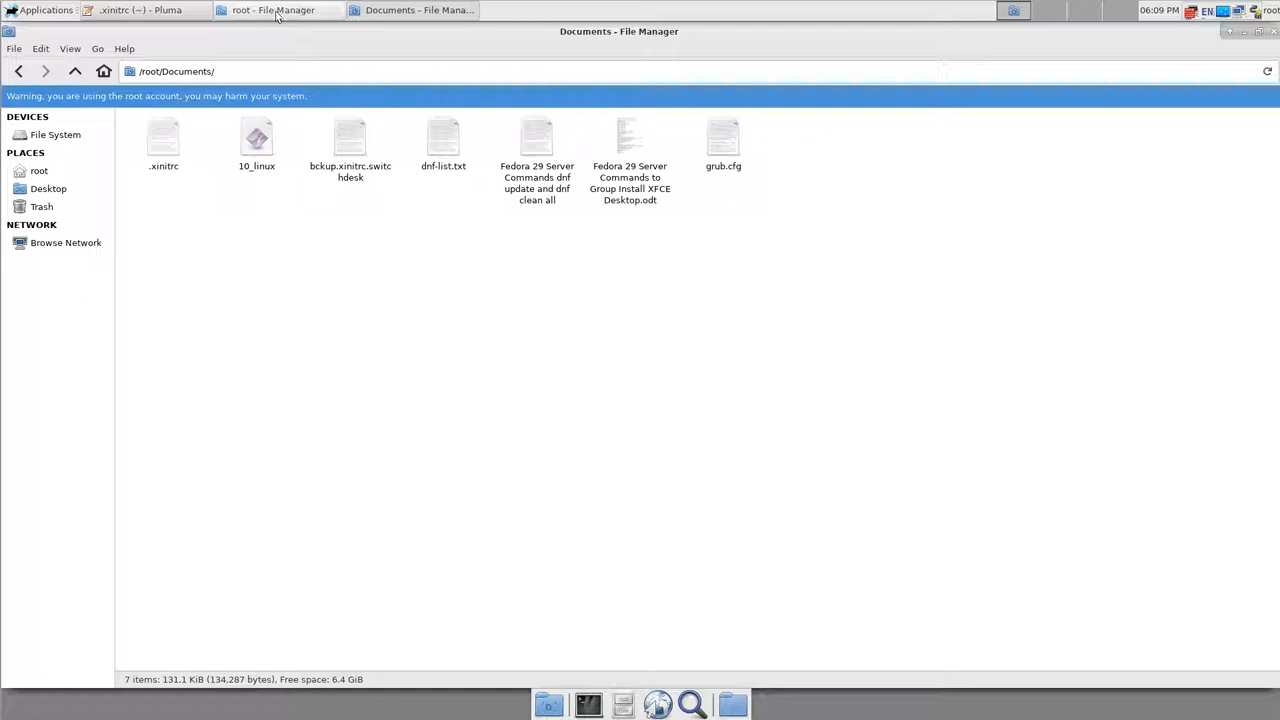 Applications
.xinitrc (~) - Pluma
root - File Manager
Documents - File Mana...
06:09 PM
EN
root
Documents - File Manager
File Edit View Go Help
/root/Documents/
Warning, you are using the root account, you may harm your system.
DEVICES
File System
PLACES
root
Desktop
Trash
NETWORK
Browse Network
.xinitrc
10_linux
bckup.xinitrc.switc
hdesk
dnf-list.txt
Fedora 29 Server
Commands dnf
update and dnf
clean all
Fedora 29 Server
Commands to
Group Install XFCE
Desktop.odt
grub.cfg
7 items: 131.1 KiB (134,287 bytes), Free space: 6.4 GiB